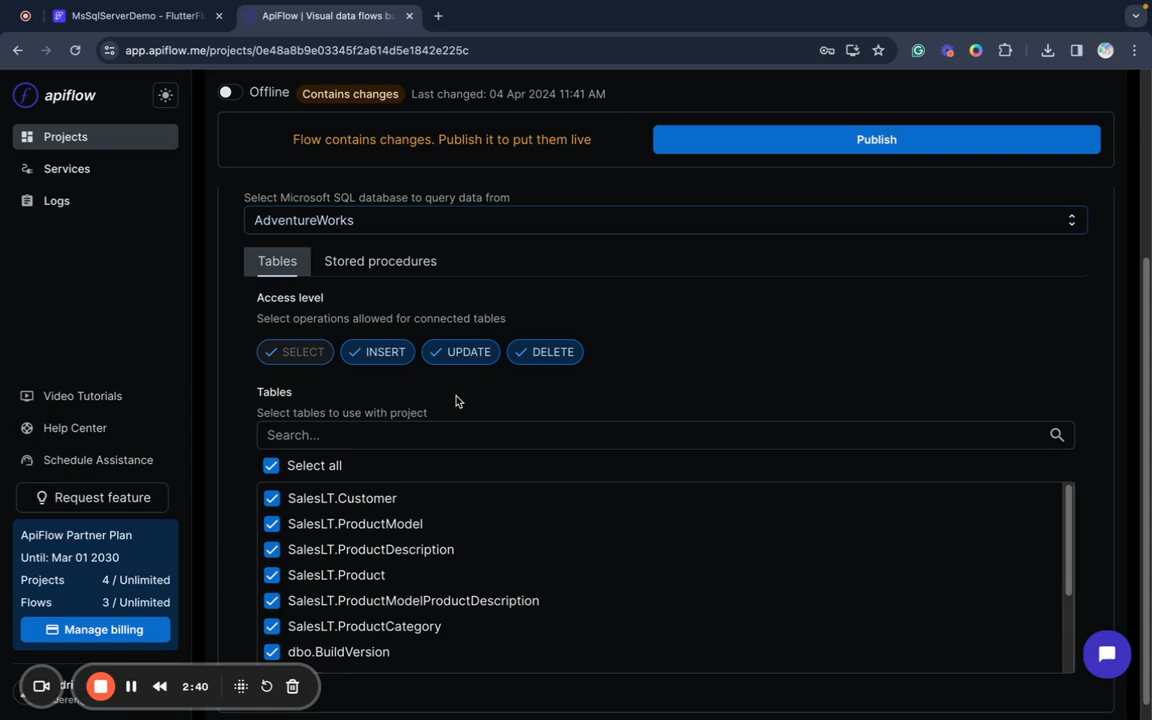 MsSqlServerDemo - FlutterFl
ApiFlow | Visual data flows bu
app.apiflow.me/projects/0e48a8b9e03345f2a614d5e1842e225c
apiflow
Offline
Contains changes
Last changed: 04 Apr 2024 11:41 AM
Projects
Flow contains changes. Publish it to put them live
Publish
Services
Logs
Select Microsoft SQL database to query data from
AdventureWorks
Tables
Stored procedures
Access level
Select operations allowed for connected tables
SELECT
INSERT
UPDATE
DELETE
Tables
Select tables to use with project
Search...
Select all
SalesLT.Customer
SalesLT.ProductModel
SalesLT.ProductDescription
SalesLT.Product
SalesLT.ProductModelProductDescription
SalesLT.ProductCategory
dbo.BuildVersion
Video Tutorials
Help Center
Schedule Assistance
Request feature
ApiFlow Partner Plan
Until: Mar 01 2030
Projects 4 / Unlimited
Flows 3 / Unlimited
Manage billing
2:40